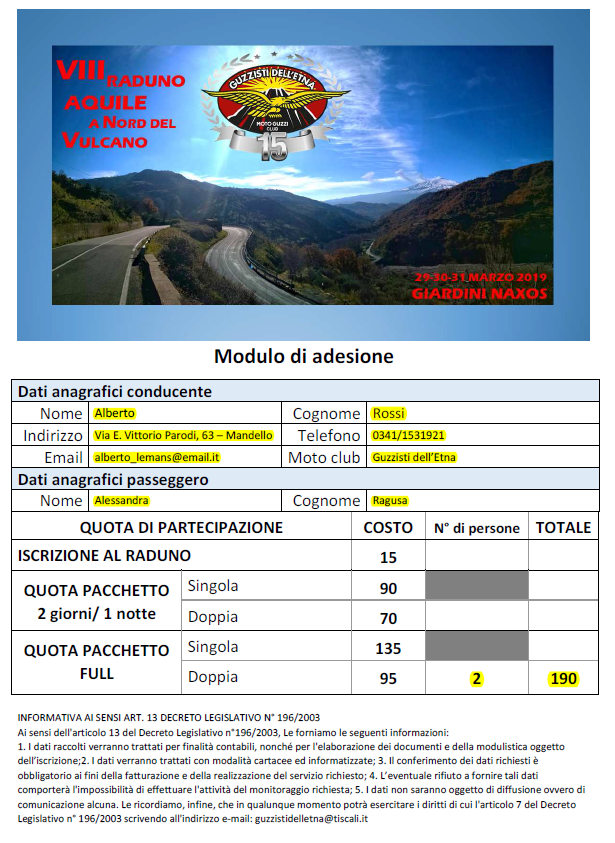 VIII RADUNO
AQUILE
A NORD DEL
VULCANO
GUZZISTI DELL'ETNA
MOTO GUZZI
CLUB
15
29-30-31 MARZO 2019
GIARDINI NAXOS
Modulo di adesione
Dati anagrafici conducente
Nome Alberto Cognome Rossi
Indirizzo Via E. Vittorio Parodi, 63 – Mandello Telefono 0341/1531921
Email alberto_lemans@email.it Moto club Guzzisti dell'Etna
Dati anagrafici passeggero
Nome Alessandra Cognome Ragusa
QUOTA DI PARTECIPAZIONE COSTO N° di persone TOTALE
ISCRIZIONE AL RADUNO 15
QUOTA PACCHETTO
2 giorni/ 1 notte
Singola 90
Doppia 70
QUOTA PACCHETTO
FULL
Singola 135
Doppia 95 2 190
INFORMATIVA AI SENSI ART. 13 DECRETO LEGISLATIVO N° 196/2003
Ai sensi dell'articolo 13 del Decreto Legislativo n°196/2003, Le forniamo le seguenti informazioni:
1. I dati raccolti verranno trattati per finalità contabili, nonché per l'elaborazione dei documenti e della modulistica oggetto
dell'iscrizione;2. I dati verranno trattati con modalità cartacee ed informatizzate; 3. Il conferimento dei dati richiesti è
obbligatorio ai fini della fatturazione e della realizzazione del servizio richiesto; 4. L'eventuale rifiuto a fornire tali dati
comporterà l'impossibilità di effettuare l'attività del monitoraggio richiesta; 5. I dati non saranno oggetto di diffusione ovvero di
comunicazione alcuna. Le ricordiamo, infine, che in qualunque momento potrà esercitare i diritti di cui l'articolo 7 del Decreto
Legislativo n° 196/2003 scrivendo all'indirizzo e-mail: guzzistidelletna@tiscali.it